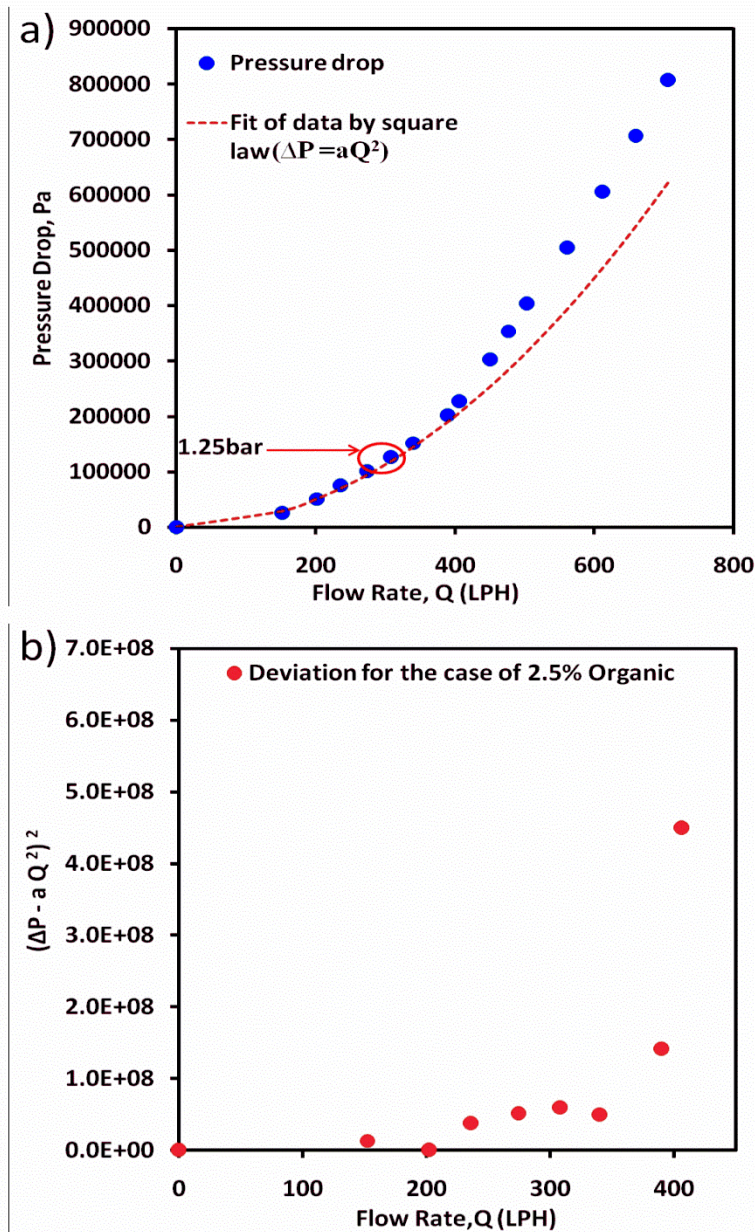 a)
900000
800000
700000
600000
500000
400000
300000
200000
100000
0
Pressure Drop, Pa
Pressure drop
Fit of data by square
law(ΔP =aQ²)
1.25bar
0 200 400 600 800
Flow Rate, Q (LPH)
b)
7.0E+08
6.0E+08
5.0E+08
4.0E+08
3.0E+08
2.0E+08
1.0E+08
0.0E+00
(ΔP - a Q²)²
Deviation for the case of 2.5% Organic
0 100 200 300 400
Flow Rate,Q (LPH)